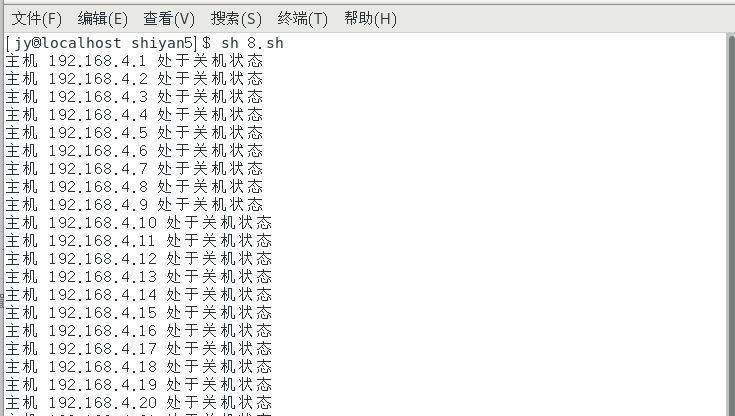 文件(F) 编辑(E) 查看(V) 搜索(S) 终端(T) 帮助(H)
[jy@localhost shiyan5]$ sh 8.sh
主机 192.168.4.1 处于关机状态
主机 192.168.4.2 处于关机状态
主机 192.168.4.3 处于关机状态
主机 192.168.4.4 处于关机状态
主机 192.168.4.5 处于关机状态
主机 192.168.4.6 处于关机状态
主机 192.168.4.7 处于关机状态
主机 192.168.4.8 处于关机状态
主机 192.168.4.9 处于关机状态
主机 192.168.4.10 处于关机状态
主机 192.168.4.11 处于关机状态
主机 192.168.4.12 处于关机状态
主机 192.168.4.13 处于关机状态
主机 192.168.4.14 处于关机状态
主机 192.168.4.15 处于关机状态
主机 192.168.4.16 处于关机状态
主机 192.168.4.17 处于关机状态
主机 192.168.4.18 处于关机状态
主机 192.168.4.19 处于关机状态
主机 192.168.4.20 处于关机状态